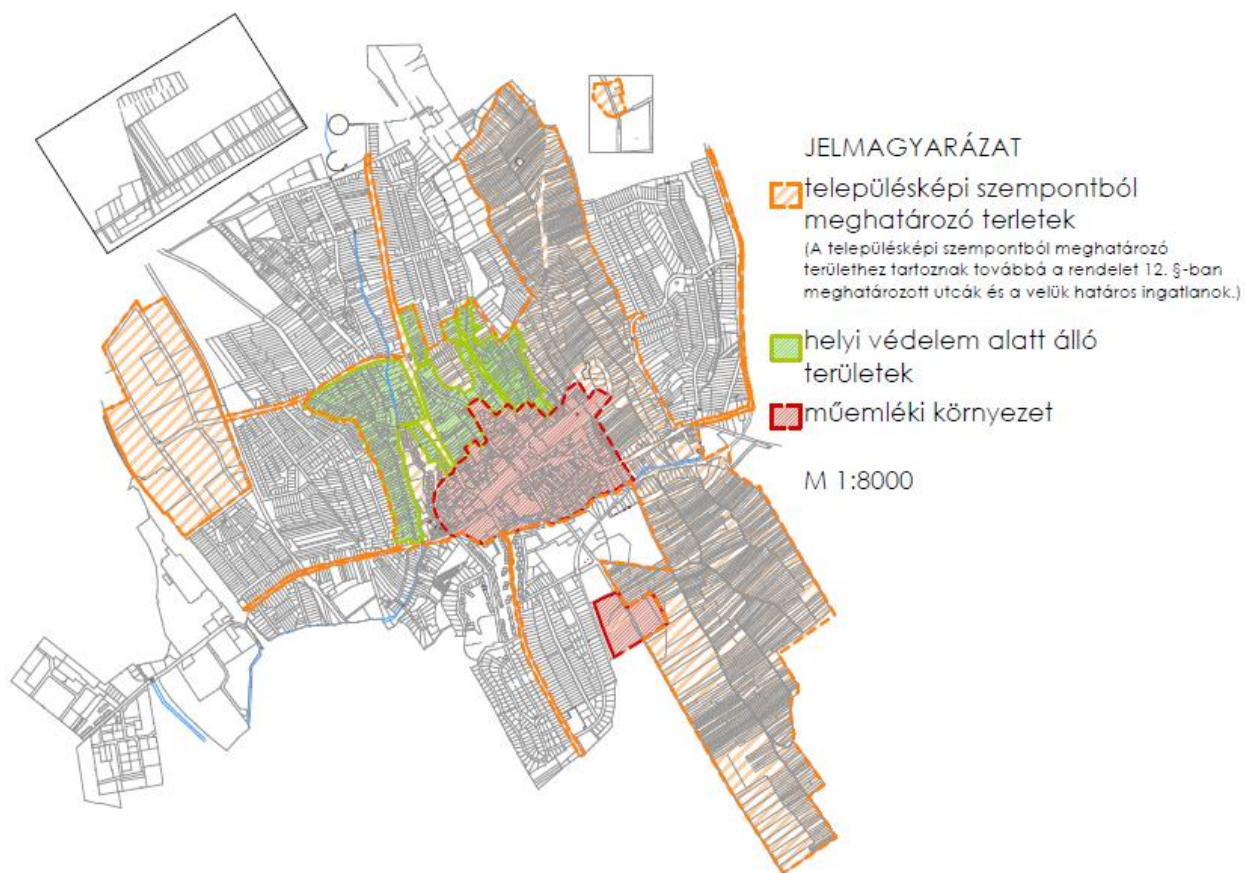 JELMAGYARÁZAT
településképi szempontból
meghatározó terletek
(A településképi szempontból meghatározó
területhez tartoznak továbbá a rendelet 12. §-ban
meghatározott utcák és a velük határos ingatlanok.)
helyi védelem alatt álló
területek
műemléki környezet
M 1:8000